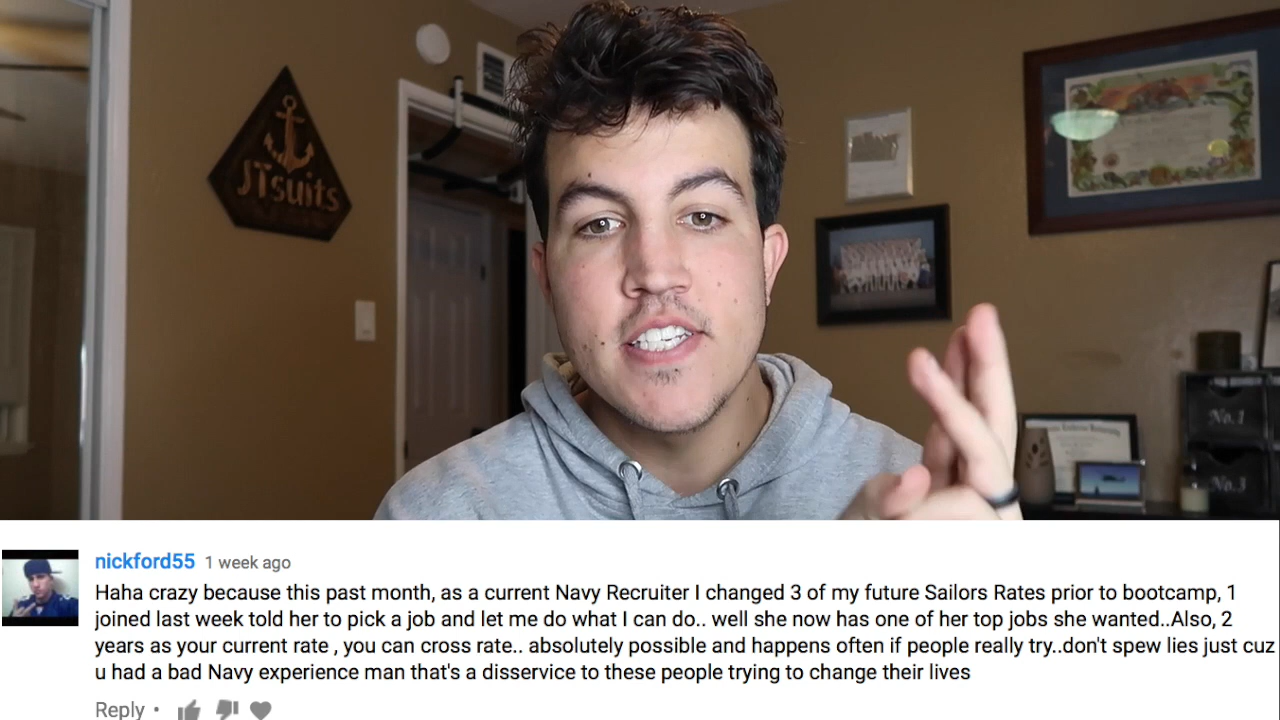 JTsuits
No.1
No.3
nickford55 1 week ago
Haha crazy because this past month, as a current Navy Recruiter I changed 3 of my future Sailors Rates prior to bootcamp, 1
joined last week told her to pick a job and let me do what I can do.. well she now has one of her top jobs she wanted..Also, 2
years as your current rate , you can cross rate.. absolutely possible and happens often if people really try..don't spew lies just cuz
u had a bad Navy experience man that's a disservice to these people trying to change their lives
Reply •